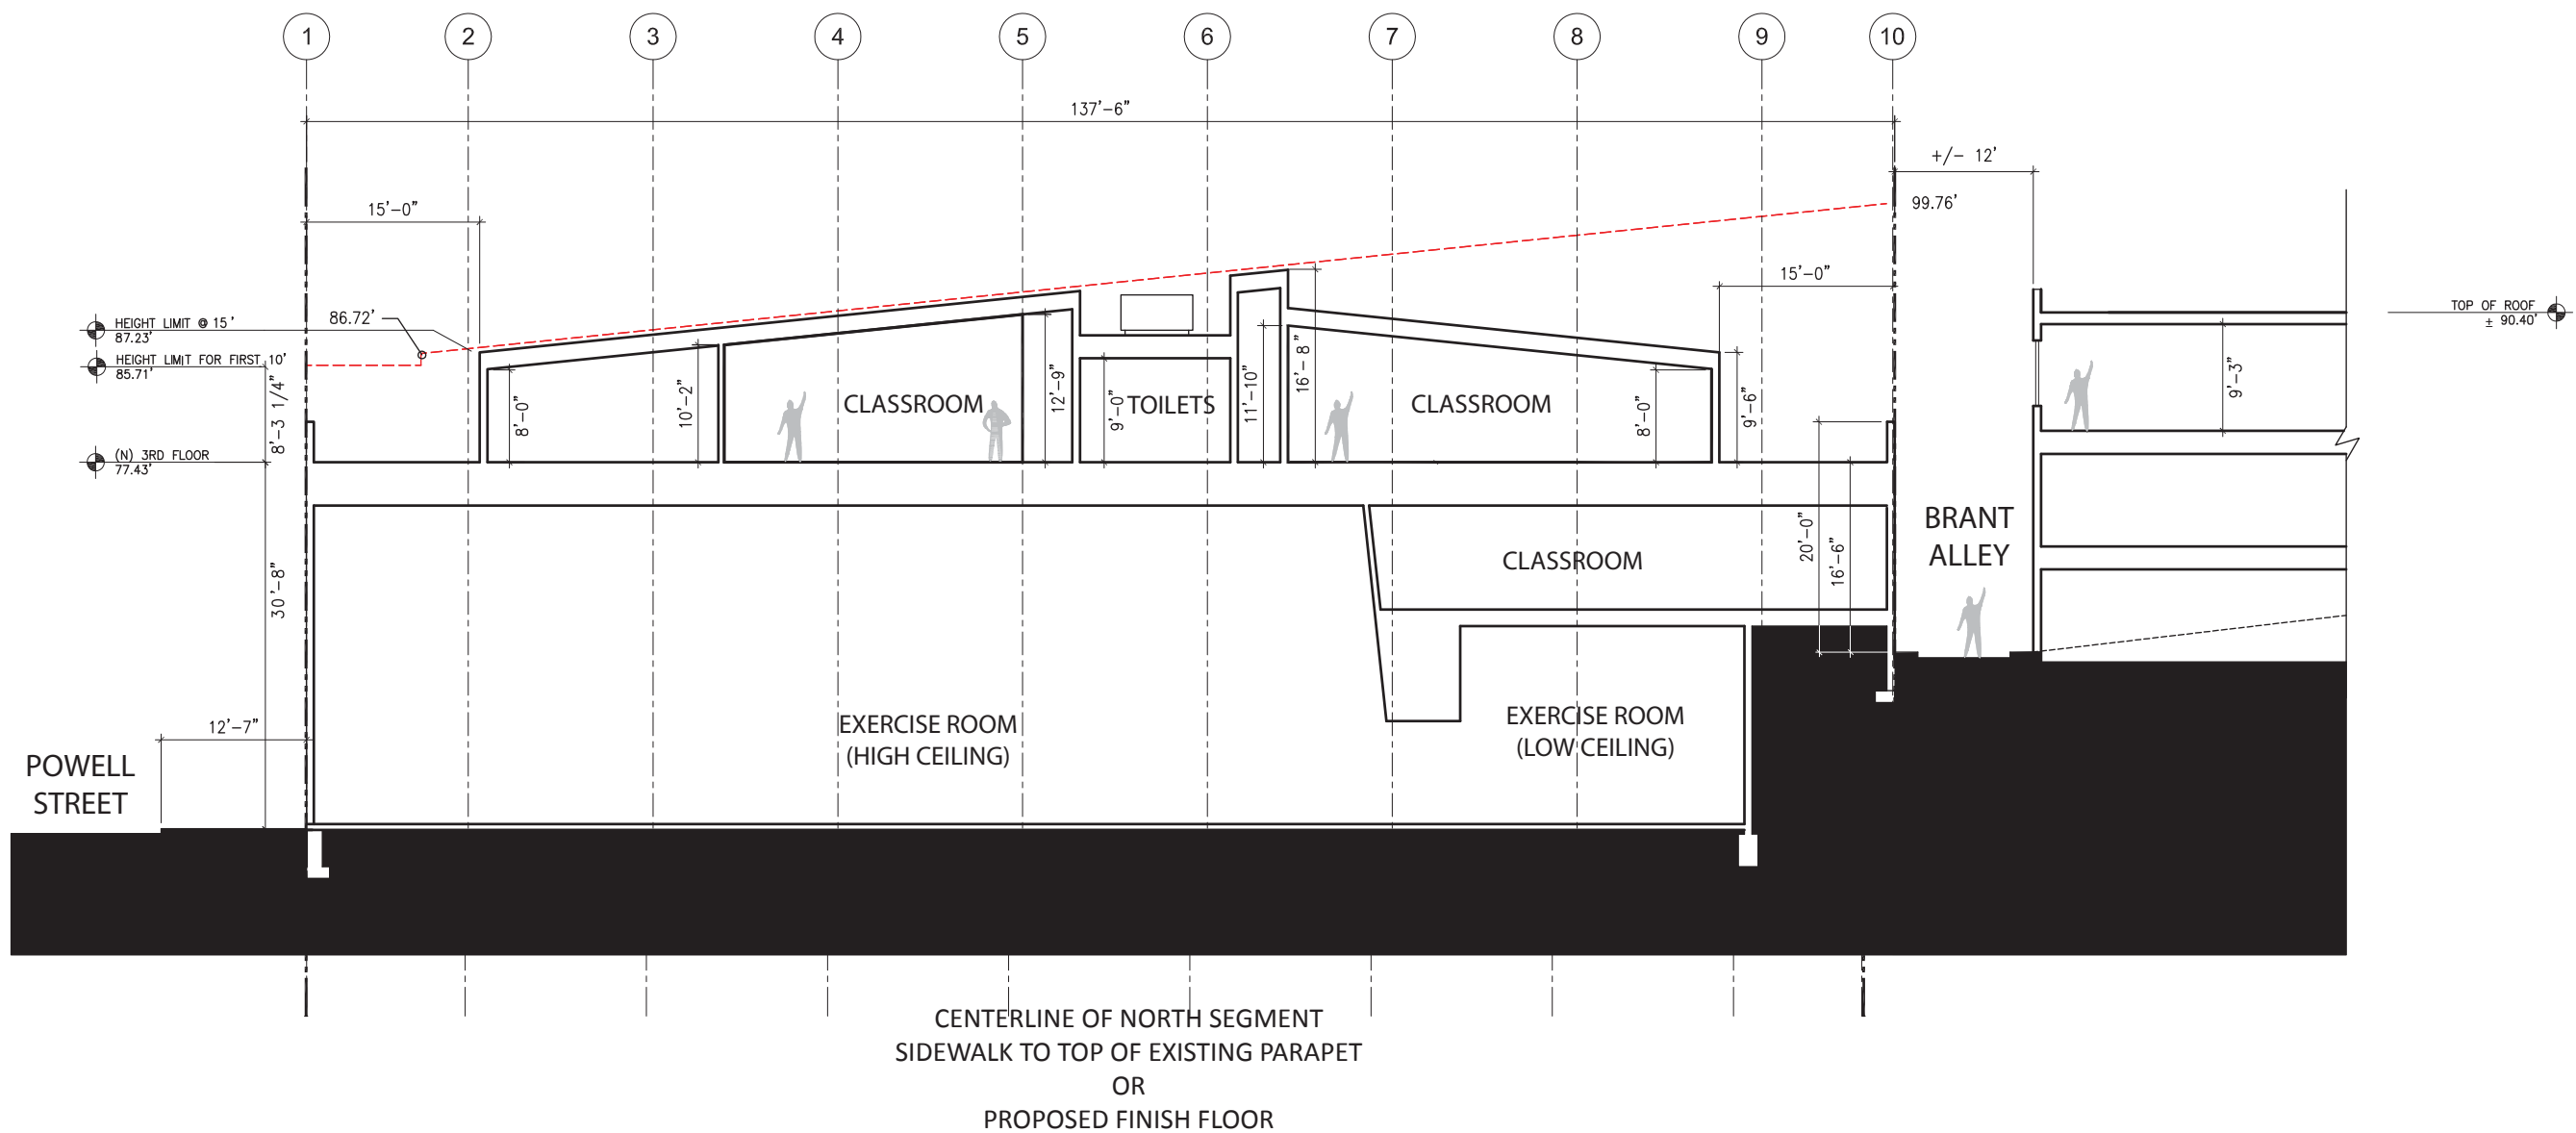 1 2 3 4 5 6 7 8 9 10
137'-6"
+/- 12'
15'-0"
99.76'
15'-0"
TOP OF ROOF
± 90.40'
HEIGHT LIMIT @ 15'
87.23'
86.72'
HEIGHT LIMIT FOR FIRST 10'
85.71'
8'-3 1/4"
(N) 3RD FLOOR
77.43'
8'-0"
10'-2"
CLASSROOM
12'-9"
9'-0"
TOILETS
11'-10"
16'-8"
CLASSROOM
8'-0"
9'-6"
9'-3"
30'-8"
CLASSROOM
20'-0"
16'-6"
BRANT
ALLEY
12'-7"
POWELL
STREET
EXERCISE ROOM
(HIGH CEILING)
EXERCISE ROOM
(LOW CEILING)
CENTERLINE OF NORTH SEGMENT
SIDEWALK TO TOP OF EXISTING PARAPET
OR
PROPOSED FINISH FLOOR